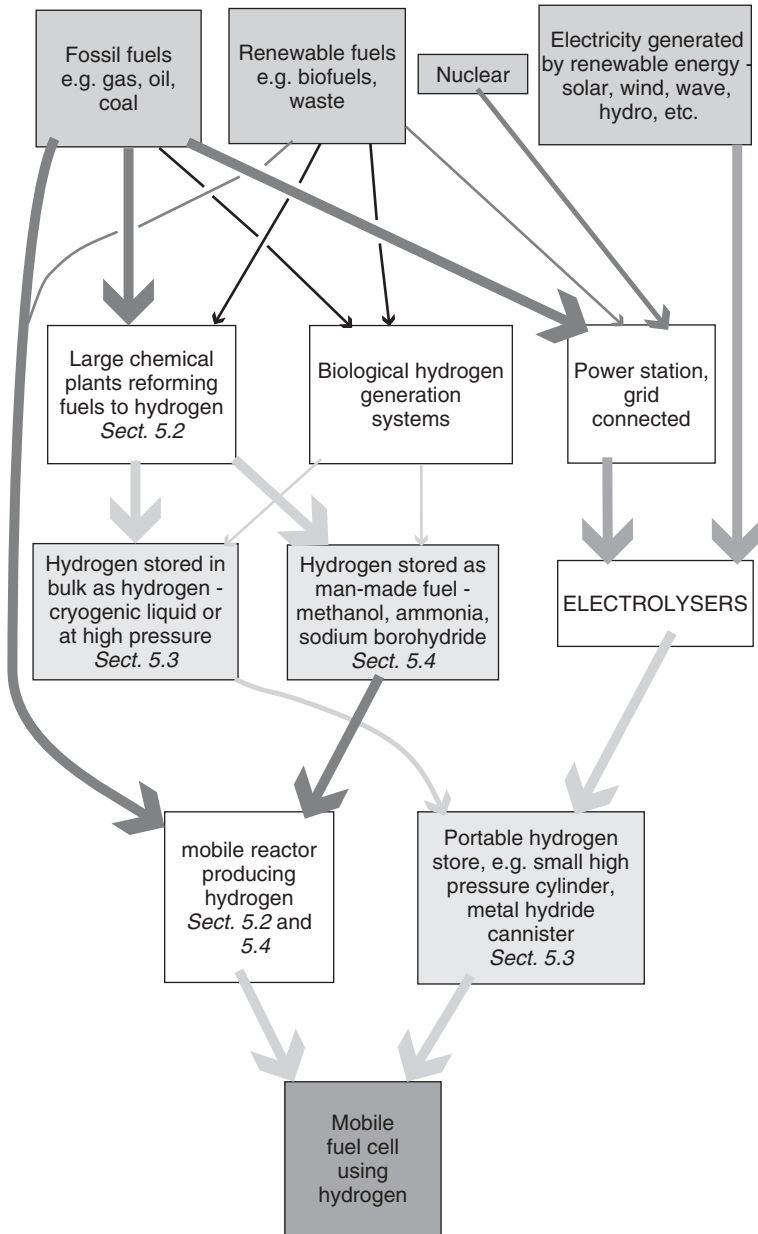 Fossil fuels
e.g. gas, oil,
coal
Renewable fuels
e.g. biofuels,
waste
Nuclear
Electricity generated
by renewable energy -
solar, wind, wave,
hydro, etc.
Large chemical
plants reforming
fuels to hydrogen
Sect. 5.2
Biological hydrogen
generation
systems
Power station,
grid
connected
Hydrogen stored in
bulk as hydrogen -
cryogenic liquid or
at high pressure
Sect. 5.3
Hydrogen stored as
man-made fuel -
methanol, ammonia,
sodium borohydride
Sect. 5.4
ELECTROLYSERS
mobile reactor
producing
hydrogen
Sect. 5.2 and
5.4
Portable hydrogen
store, e.g. small high
pressure cylinder,
metal hydride
cannister
Sect. 5.3
Mobile
fuel cell
using
hydrogen